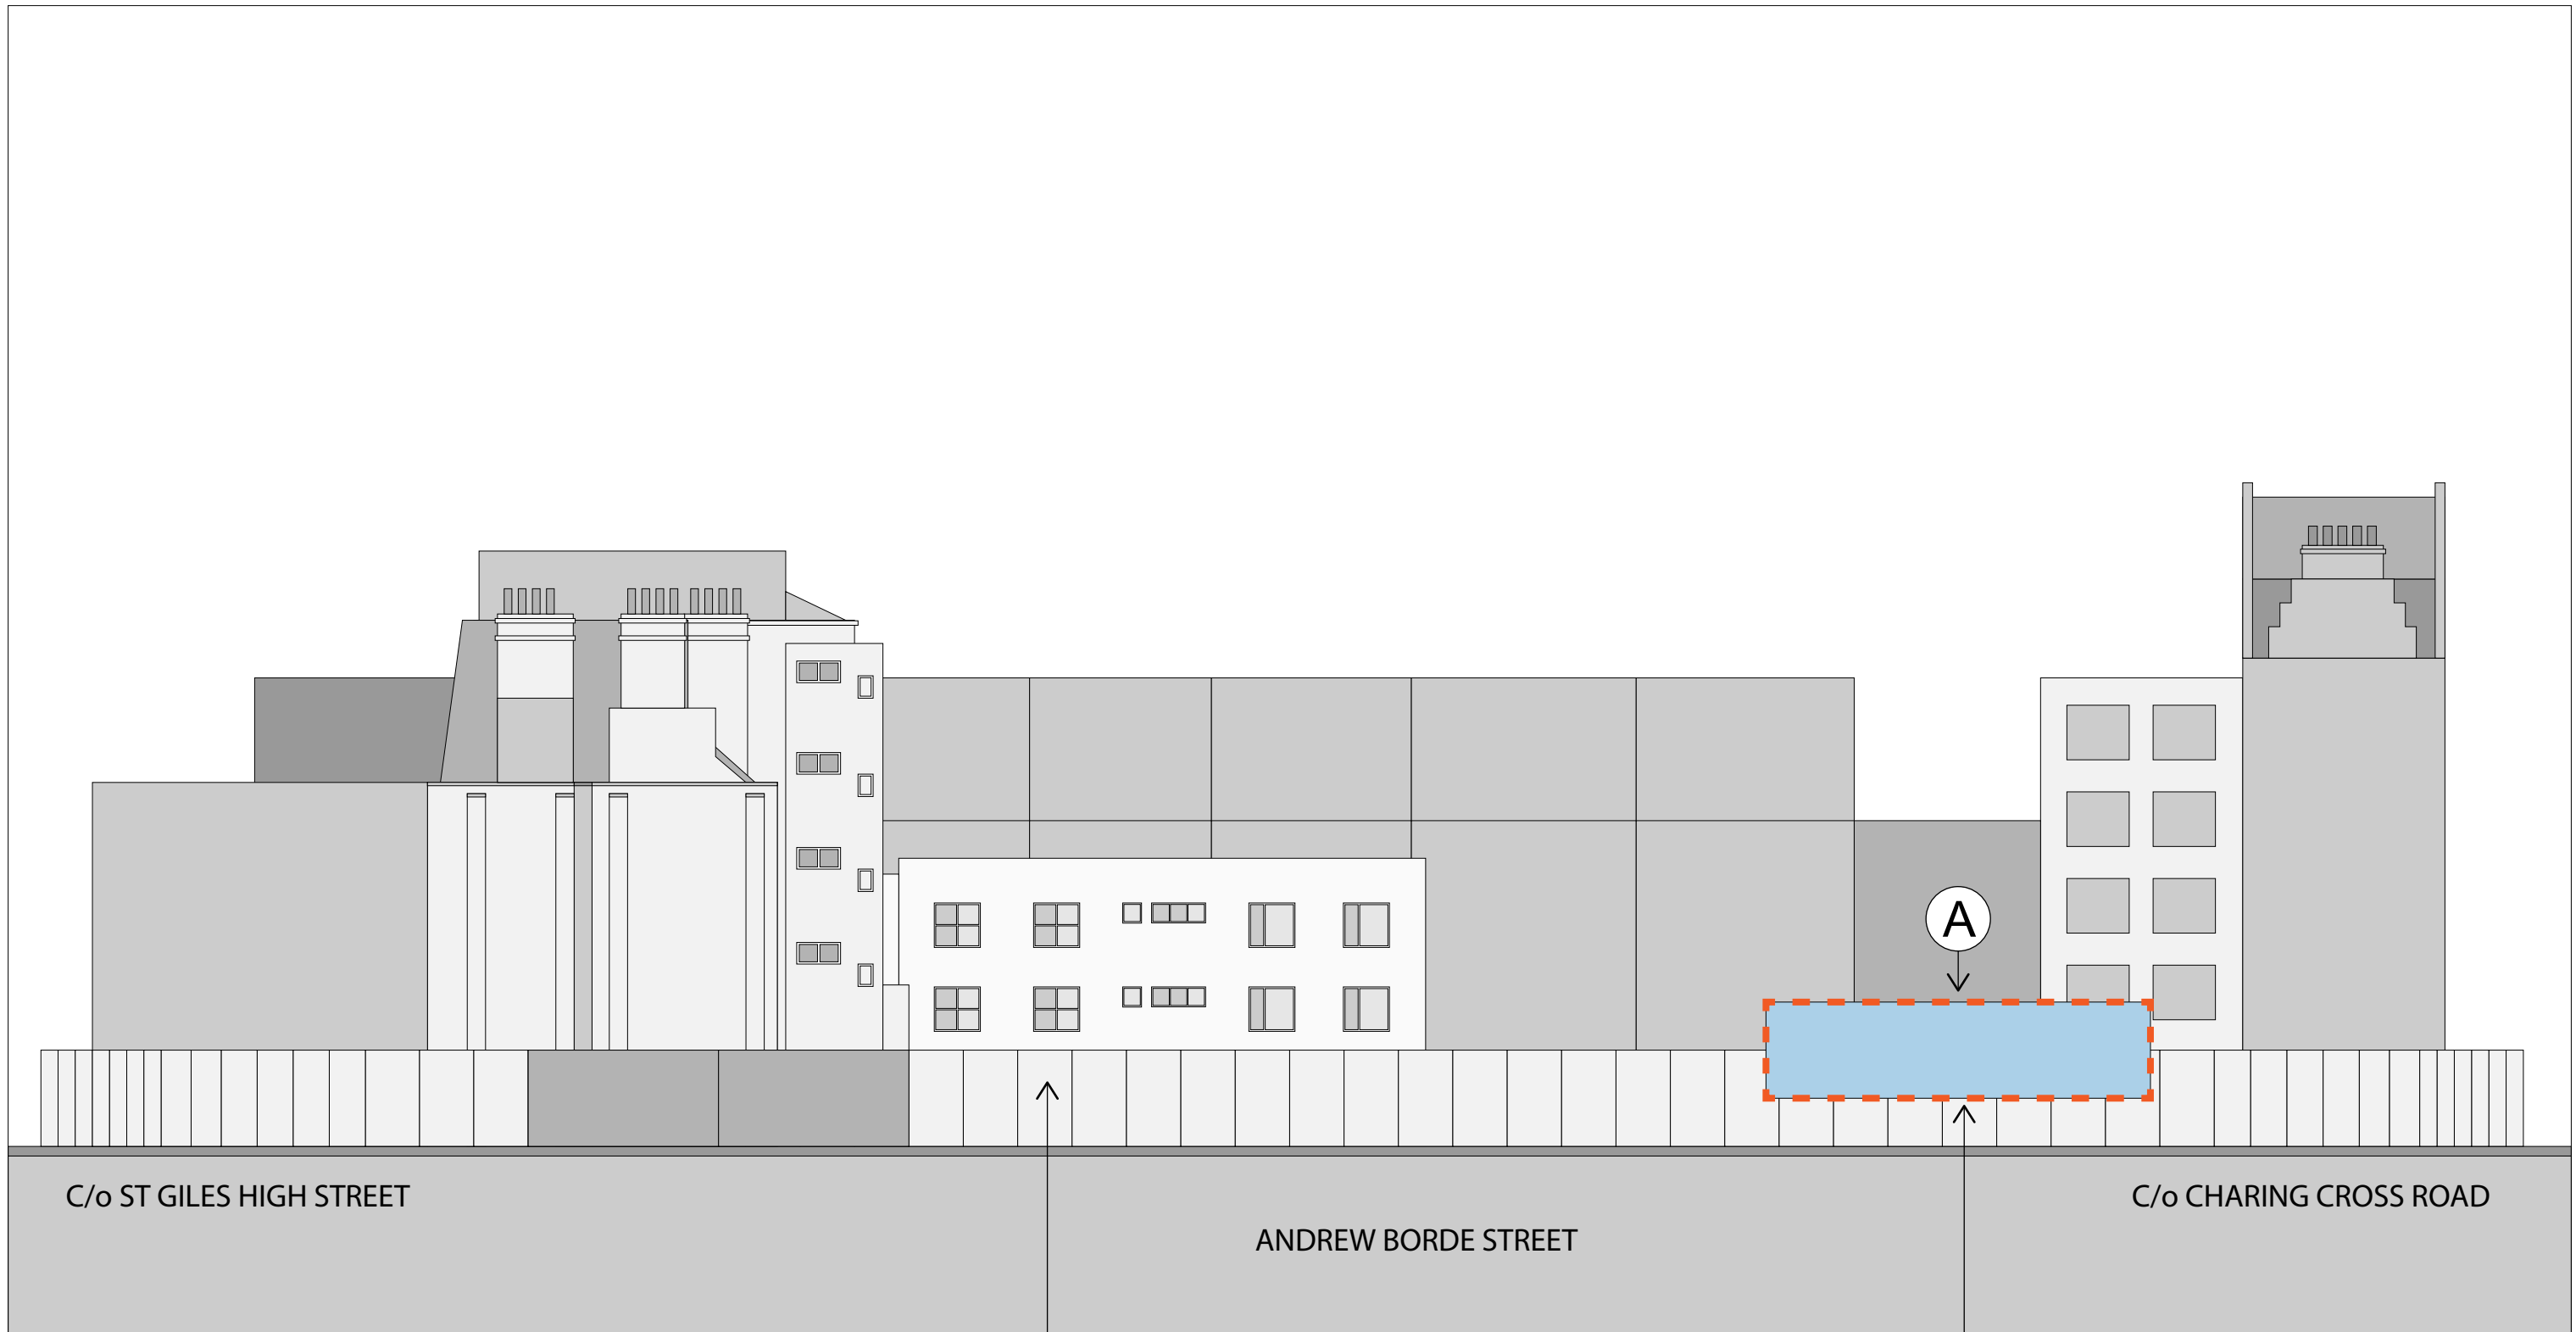 A
C/o ST GILES HIGH STREET
C/o CHARING CROSS ROAD
ANDREW BORDE STREET